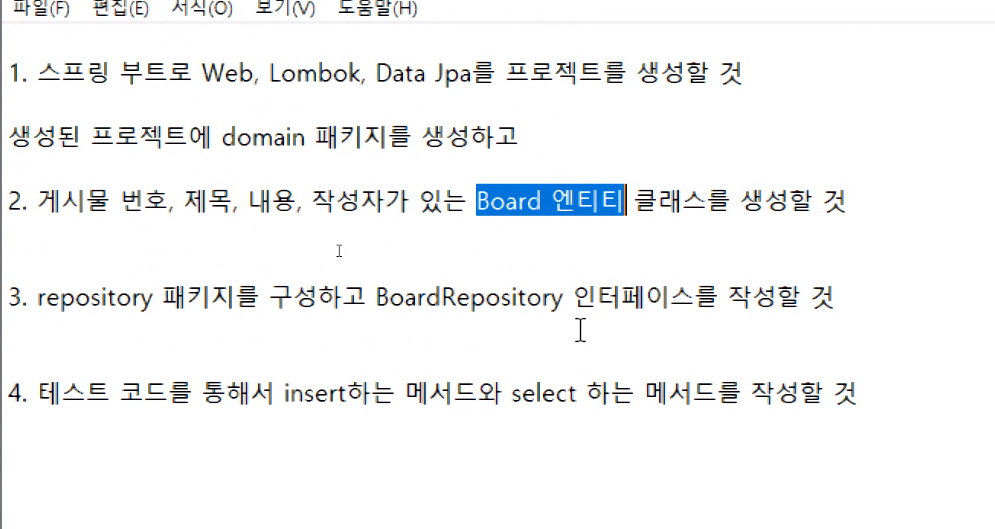 파일(F) 편집(E) 서식(O) 보기(V) 도움말(H)
1. 스프링 부트로 Web, Lombok, Data Jpa를 프로젝트를 생성할 것
생성된 프로젝트에 domain 패키지를 생성하고
2. 게시물 번호, 제목, 내용, 작성자가 있는 Board 엔티티 클래스를 생성할 것
3. repository 패키지를 구성하고 BoardRepository 인터페이스를 작성할 것
4. 테스트 코드를 통해서 insert하는 메서드와 select 하는 메서드를 작성할 것